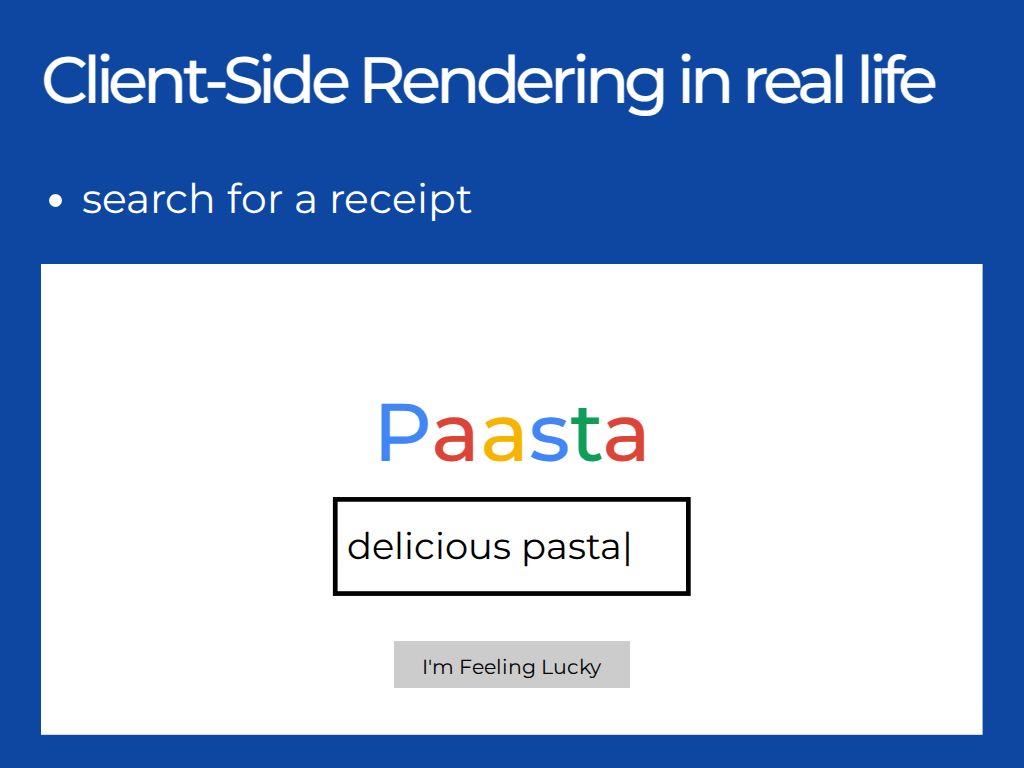 Client-Side Rendering in real life
• search for a receipt
Paasta
delicious pasta|
I'm Feeling Lucky